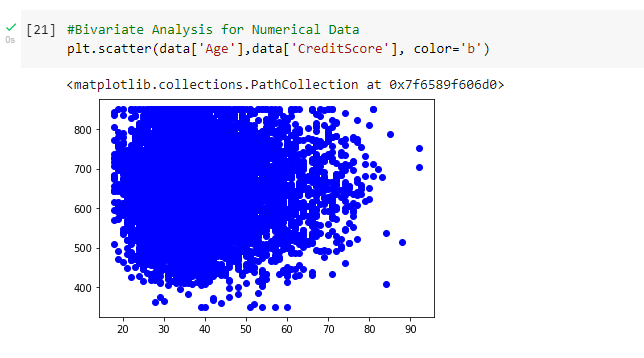 [21] #Bivariate Analysis for Numerical Data
0s
plt.scatter(data['Age'],data['CreditScore'], color='b')
<matplotlib.collections.PathCollection at 0x7f6589f606d0>
800
700
600
500
400
20 30 40 50 60 70 80 90